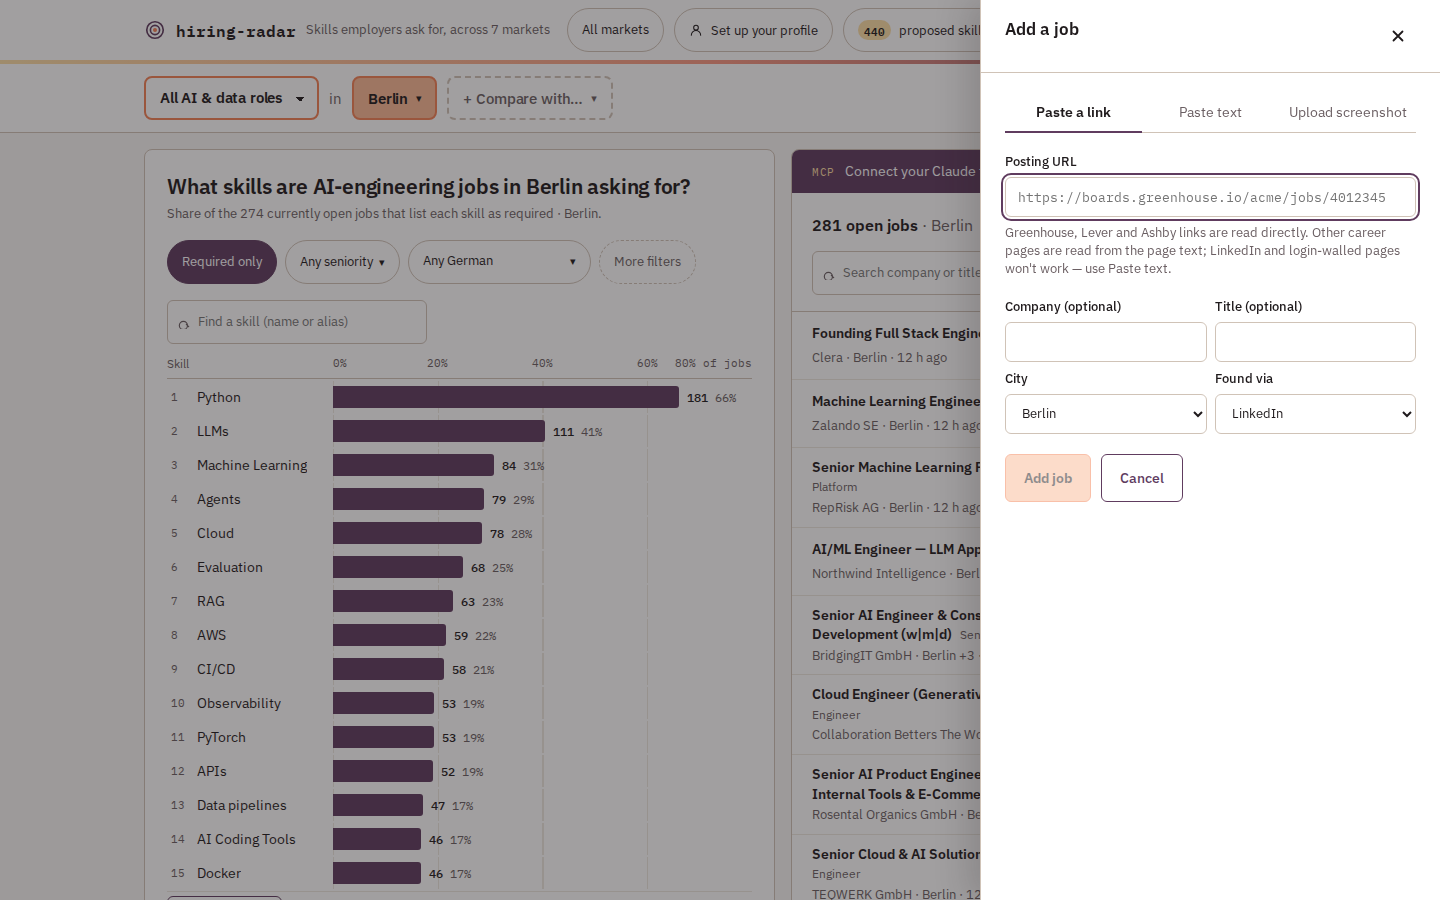 hiring-radar
Skills employers ask for, across 7 markets
All markets
Set up your profile
440 proposed skil
All AI & data roles
in
Berlin
+ Compare with...
What skills are AI-engineering jobs in Berlin asking for?
Share of the 274 currently open jobs that list each skill as required · Berlin.
Required only
Any seniority
Any German
More filters
Find a skill (name or alias)
Skill 0% 20% 40% 60% 80% of jobs
1 Python 181 66%
2 LLMs 111 41%
3 Machine Learning 84 31%
4 Agents 79 29%
5 Cloud 78 28%
6 Evaluation 68 25%
7 RAG 63 23%
8 AWS 59 22%
9 CI/CD 58 21%
10 Observability 53 19%
11 PyTorch 53 19%
12 APIs 52 19%
13 Data pipelines 47 17%
14 AI Coding Tools 46 17%
15 Docker 46 17%
MCP Connect your Claude
281 open jobs · Berlin
Search company or title
Founding Full Stack Engin
Clera · Berlin · 12 h ago
Machine Learning Enginee
Zalando SE · Berlin · 12 h ago
Senior Machine Learning
Platform
RepRisk AG · Berlin · 12 h ago
AI/ML Engineer — LLM App
Northwind Intelligence · Berl
Senior AI Engineer & Cons
Development (w|m|d) Sen
BridgingIT GmbH · Berlin +3 ·
Cloud Engineer (Generativ
Engineer
Collaboration Betters The Wo
Senior AI Product Enginee
Internal Tools & E-Comme
Rosental Organics GmbH · Be
Senior Cloud & AI Solution
Engineer
TEQWERK GmbH · Berlin · 12
Add a job
Paste a link
Paste text
Upload screenshot
Posting URL
https://boards.greenhouse.io/acme/jobs/4012345
Greenhouse, Lever and Ashby links are read directly. Other career
pages are read from the page text; LinkedIn and login-walled pages
won't work — use Paste text.
Company (optional)
Title (optional)
City
Found via
Berlin
LinkedIn
Add job
Cancel